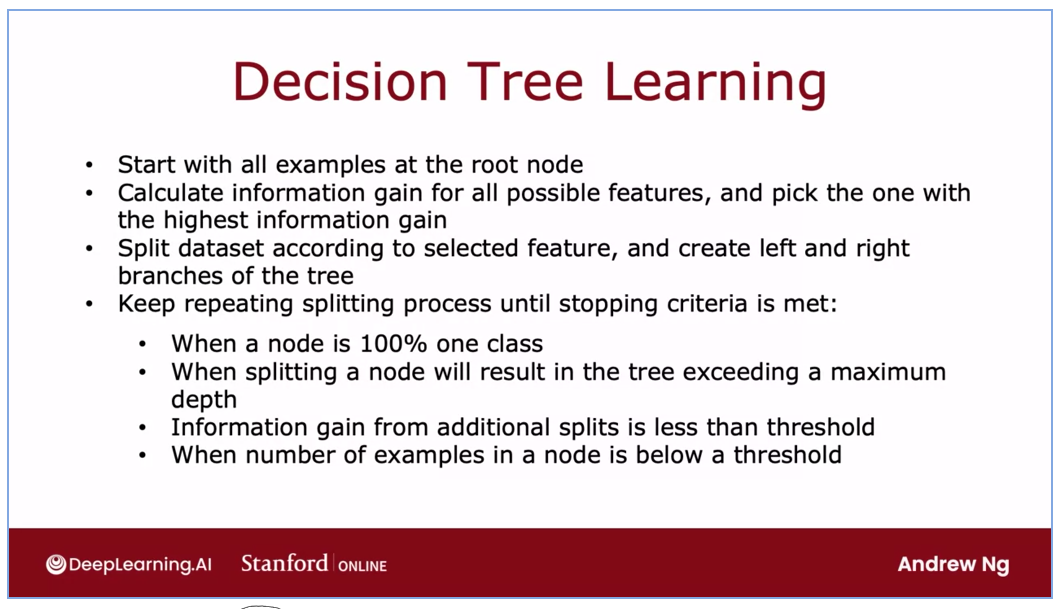 Decision Tree Learning
• Start with all examples at the root node
• Calculate information gain for all possible features, and pick the one with
the highest information gain
• Split dataset according to selected feature, and create left and right
branches of the tree
• Keep repeating splitting process until stopping criteria is met:
• When a node is 100% one class
• When splitting a node will result in the tree exceeding a maximum
depth
• Information gain from additional splits is less than threshold
• When number of examples in a node is below a threshold
DeepLearning.AI Stanford | ONLINE Andrew Ng